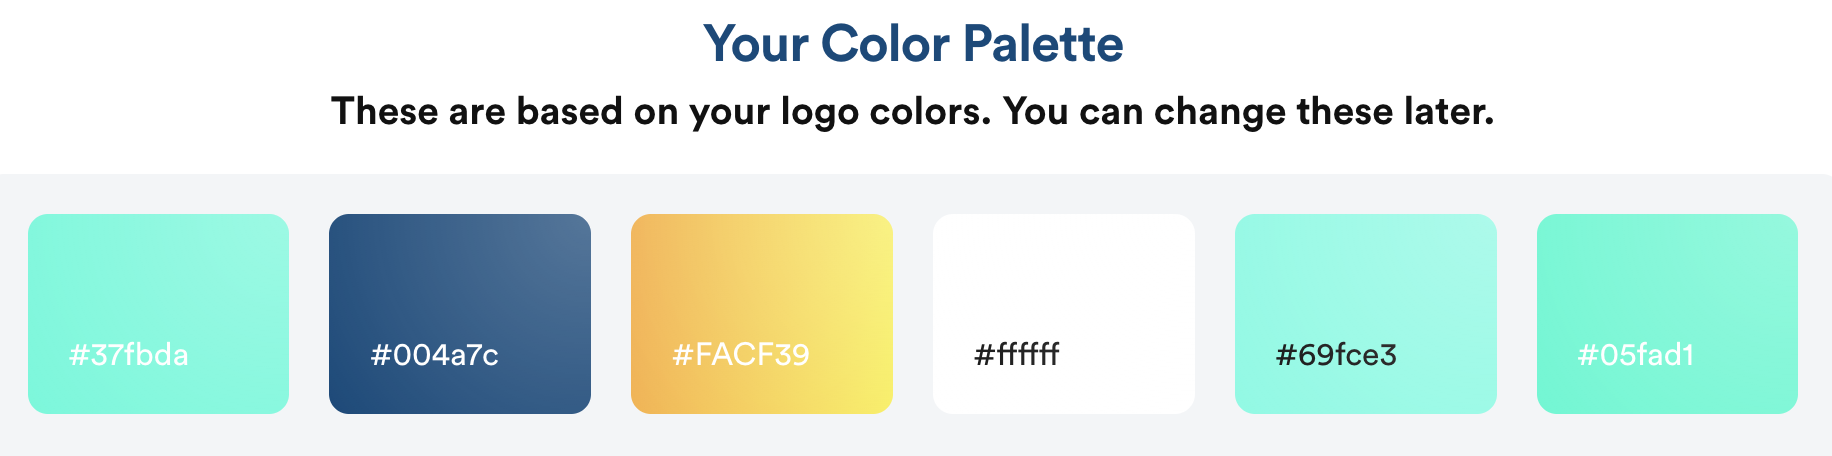 Your Color Palette
These are based on your logo colors. You can change these later.
#37fbda
#004a7c
#FACF39
#ffffff
#69fce3
#05fad1